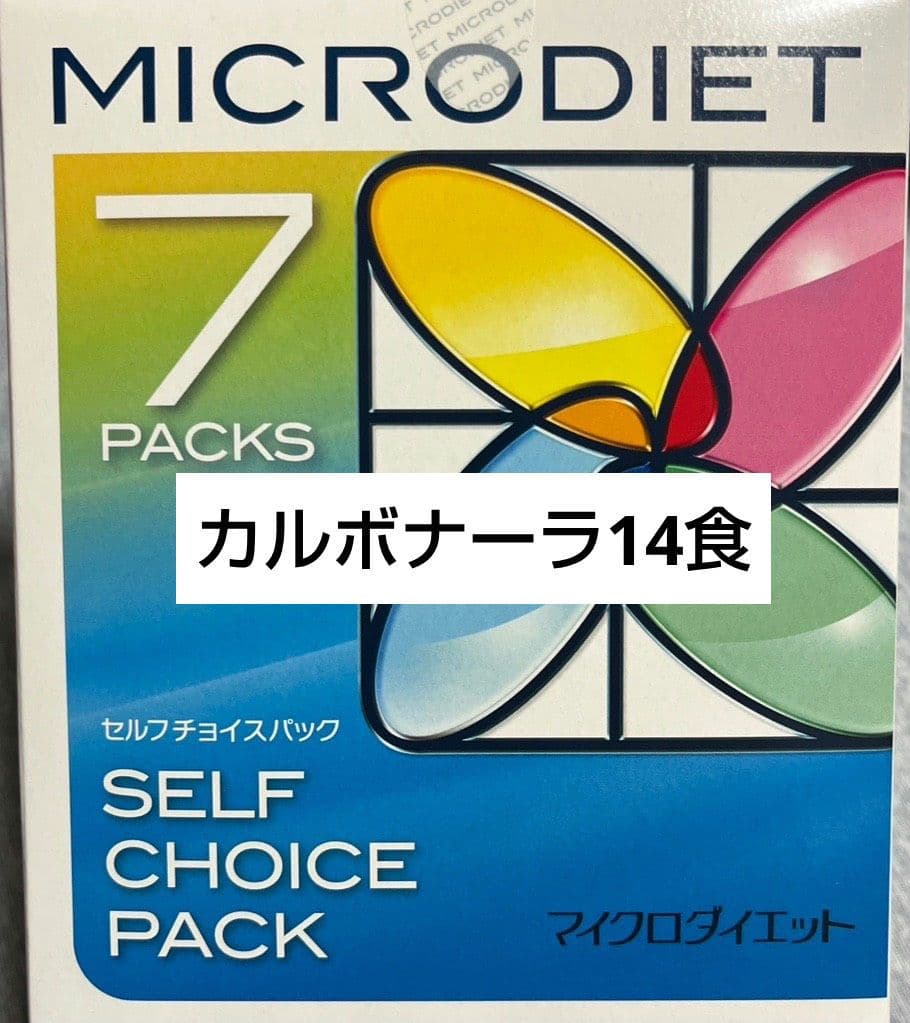 MICRODIET
7
PACKS
カルボナーラ14食
セルフチョイスパック
SELF
CHOICE
PACK
マイクロダイエット